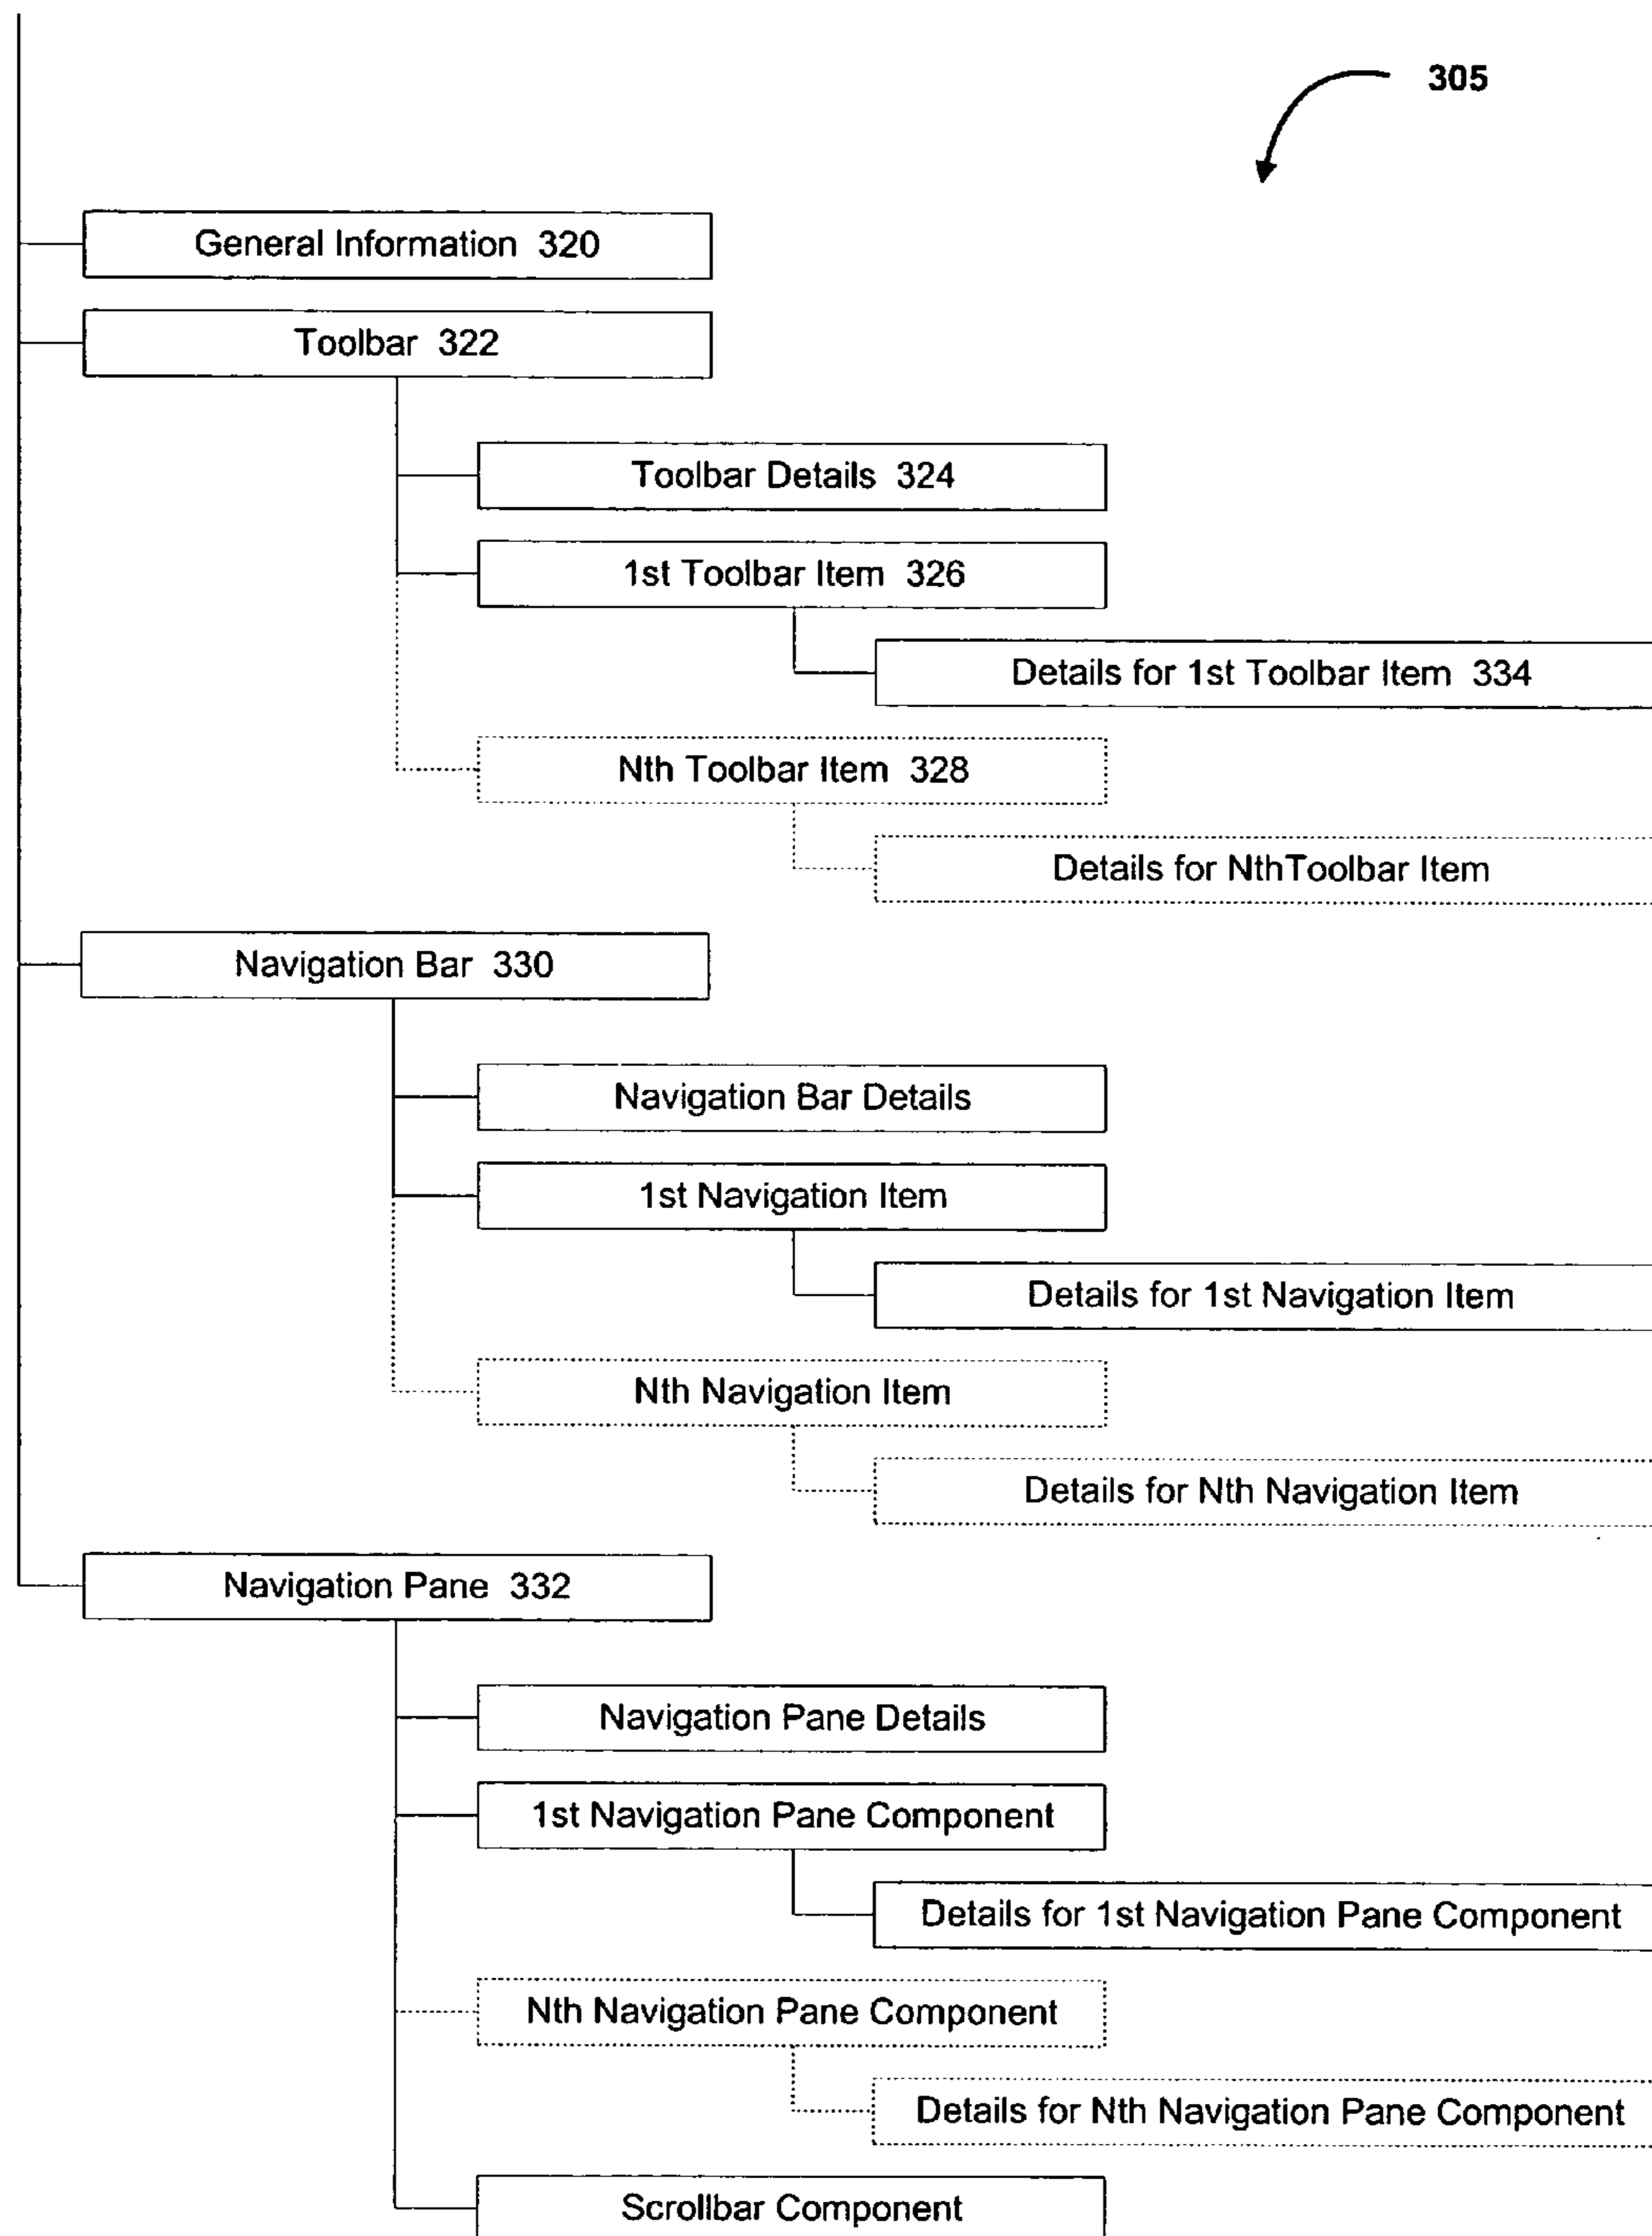 305
General Information 320
Toolbar 322
Toolbar Details 324
1st Toolbar Item 326
Details for 1st Toolbar Item 334
Nth Toolbar Item 328
Details for NthToolbar Item
Navigation Bar 330
Navigation Bar Details
1st Navigation Item
Details for 1st Navigation Item
Nth Navigation Item
Details for Nth Navigation Item
Navigation Pane 332
Navigation Pane Details
1st Navigation Pane Component
Details for 1st Navigation Pane Component
Nth Navigation Pane Component
Details for Nth Navigation Pane Component
Scrollbar Component